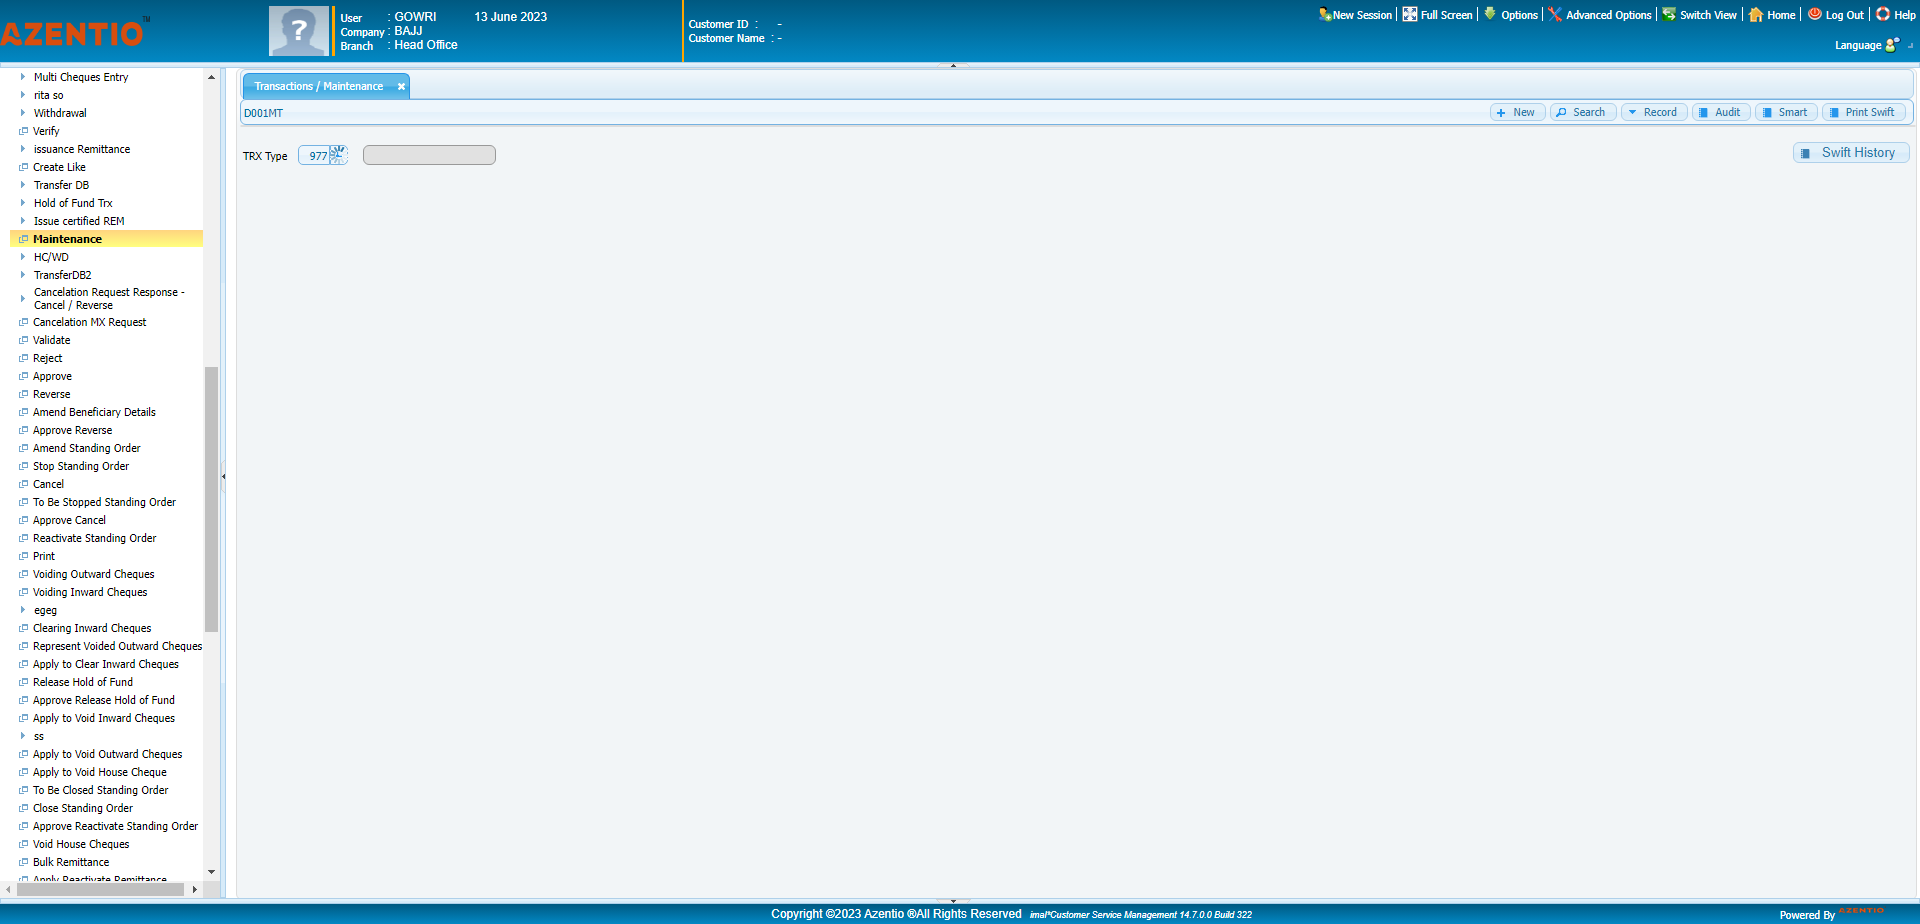 AZENTIO™
User : GOWRI 13 June 2023
Company : BAJJ
Branch : Head Office
Customer ID : -
Customer Name : -
New Session Full Screen Options Advanced Options Switch View Home Log Out Help
Language
Multi Cheques Entry
rita so
Withdrawal
Verify
issuance Remittance
Create Like
Transfer DB
Hold of Fund Trx
Issue certified REM
Maintenance
HC/WD
TransferDB2
Cancelation Request Response -
Cancel / Reverse
Cancelation MX Request
Validate
Reject
Approve
Reverse
Amend Beneficiary Details
Approve Reverse
Amend Standing Order
Stop Standing Order
Cancel
To Be Stopped Standing Order
Approve Cancel
Reactivate Standing Order
Print
Voiding Outward Cheques
Voiding Inward Cheques
egeg
Clearing Inward Cheques
Represent Voided Outward Cheques
Apply to Clear Inward Cheques
Release Hold of Fund
Approve Release Hold of Fund
Apply to Void Inward Cheques
ss
Apply to Void Outward Cheques
Apply to Void House Cheque
To Be Closed Standing Order
Close Standing Order
Approve Reactivate Standing Order
Void House Cheques
Bulk Remittance
Apply Reactivate Remittance
Transactions / Maintenance
D001MT
New Search Record Audit Smart Print Swift
TRX Type 977
Swift History
Copyright ©2023 Azentio ®All Rights Reserved imal*Customer Service Management 14.7.0.0 Build 322
Powered By AZENTIO